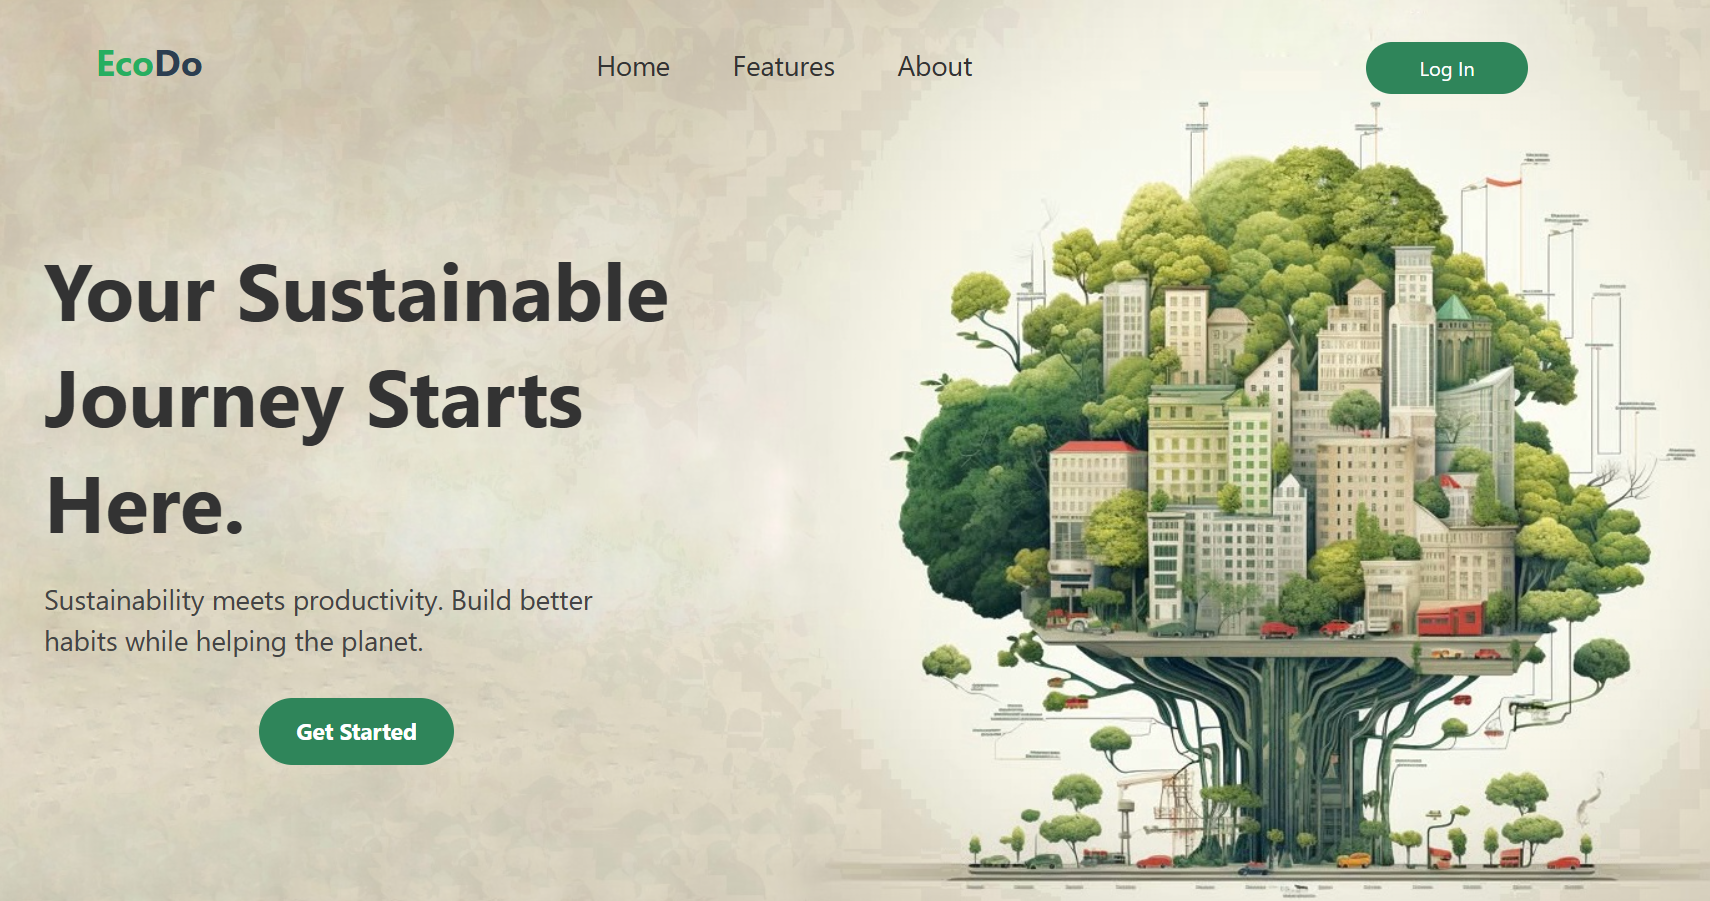 EcoDo
Home
Features
About
Log In
Your Sustainable
Journey Starts
Here.
Sustainability meets productivity. Build better
habits while helping the planet.
Get Started